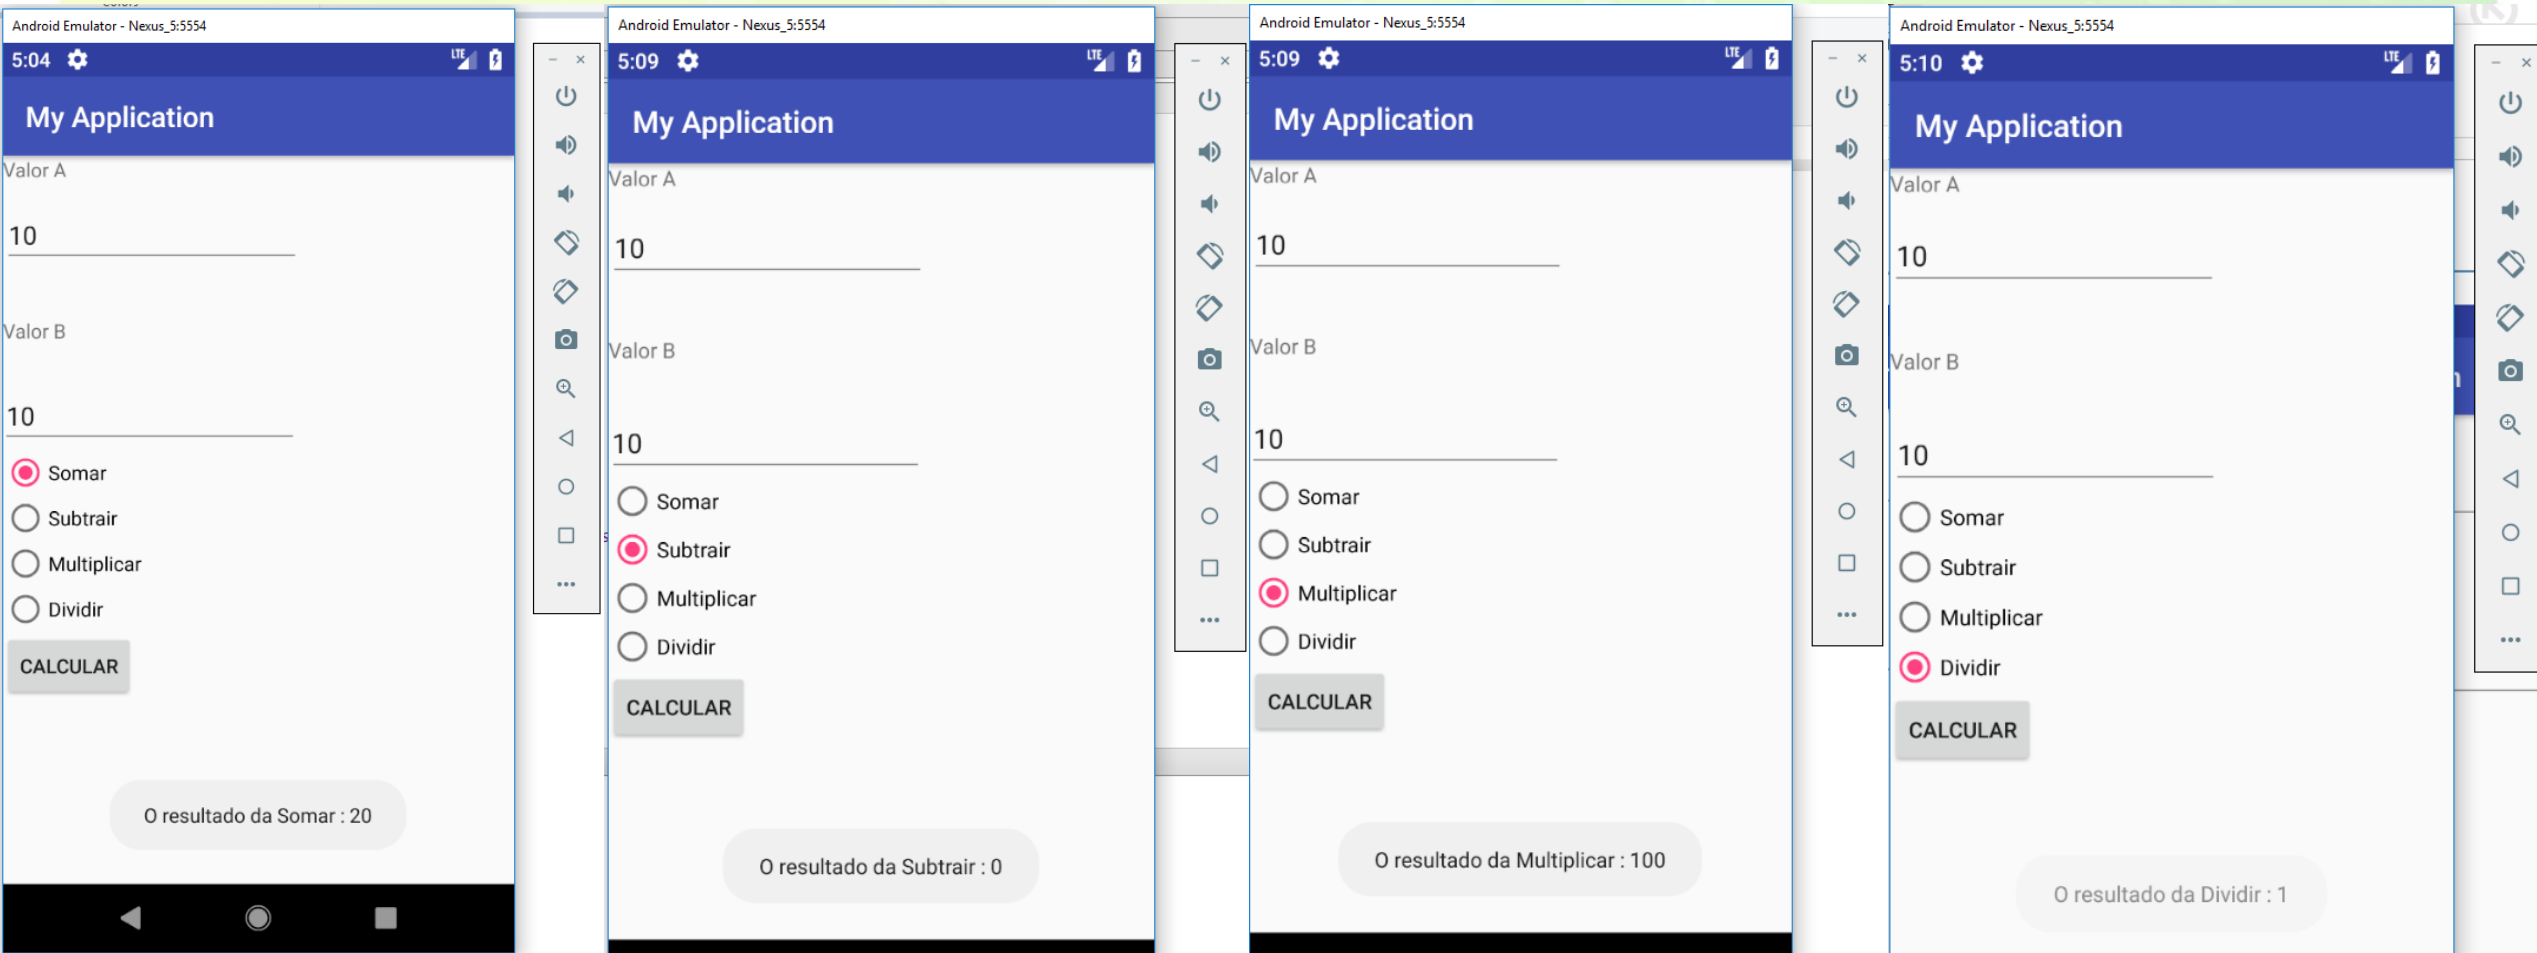 Android Emulator - Nexus_5:5554
5:04
LTE
My Application
Valor A
10
Valor B
10
Somar
Subtrair
Multiplicar
Dividir
CALCULAR
O resultado da Somar : 20
Android Emulator - Nexus_5:5554
5:09
LTE
My Application
Valor A
10
Valor B
10
Somar
Subtrair
Multiplicar
Dividir
CALCULAR
O resultado da Subtrair : 0
Android Emulator - Nexus_5:5554
5:09
LTE
My Application
Valor A
10
Valor B
10
Somar
Subtrair
Multiplicar
Dividir
CALCULAR
O resultado da Multiplicar : 100
Android Emulator - Nexus_5:5554
5:10
LTE
My Application
Valor A
10
Valor B
10
Somar
Subtrair
Multiplicar
Dividir
CALCULAR
O resultado da Dividir : 1